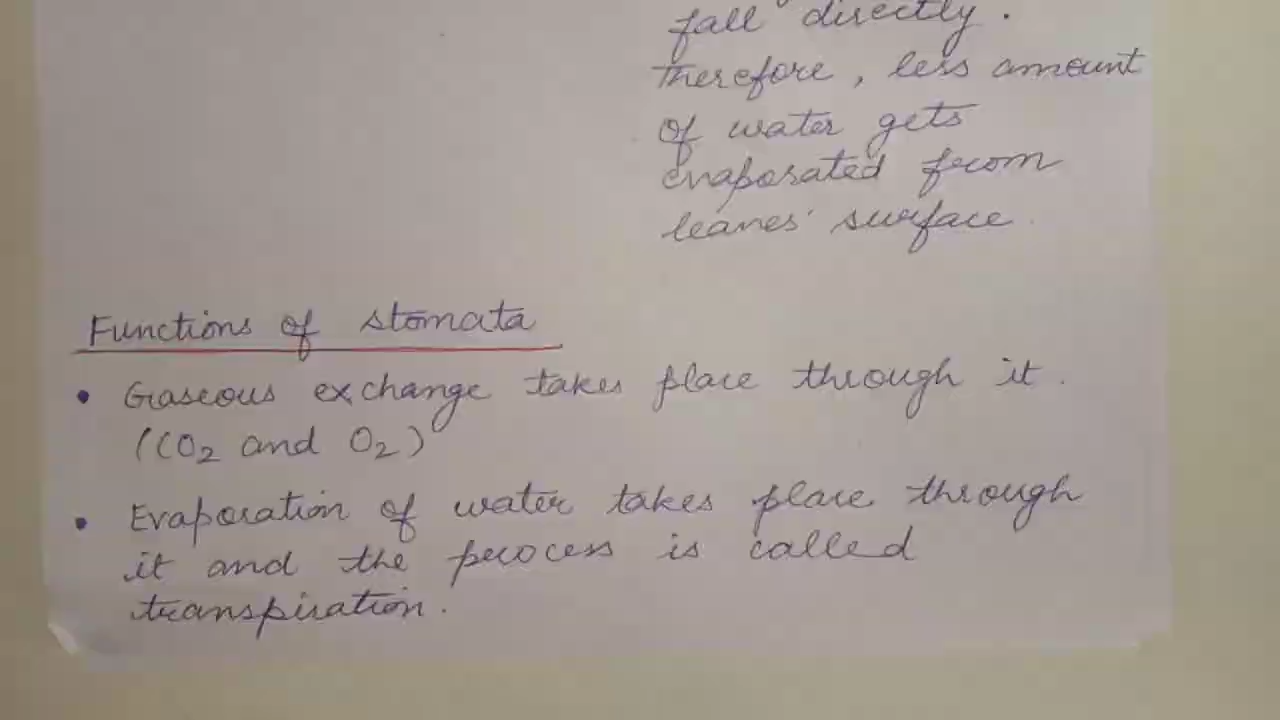 fall directly.
therefore, less amount
of water gets
evaporated from
leaves' surface.
Functions of stomata
• Gaseous exchange takes place through it.
(CO₂ and O₂)
• Evaporation of water takes place through
it and the process is called
transpiration.